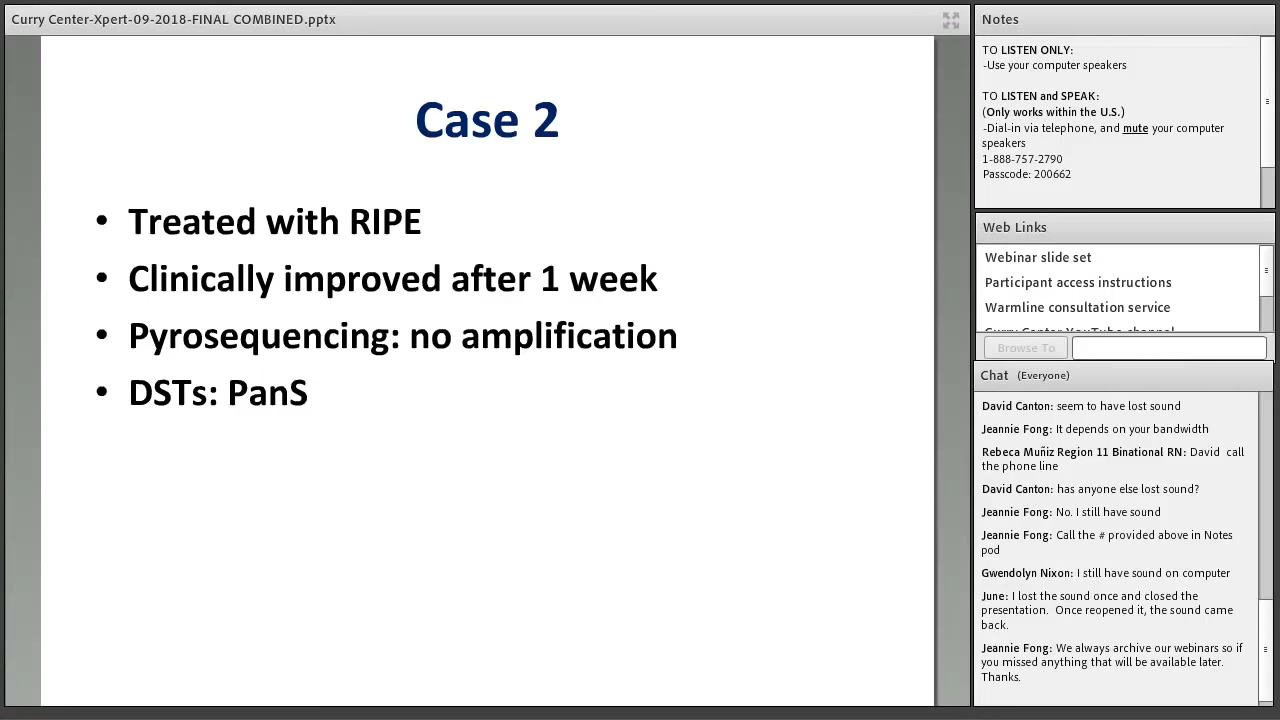 Curry Center-Xpert-09-2018-FINAL COMBINED.pptx
Case 2
• Treated with RIPE
• Clinically improved after 1 week
• Pyrosequencing: no amplification
• DSTs: PanS
Notes
TO LISTEN ONLY:
-Use your computer speakers
TO LISTEN and SPEAK:
(Only works within the U.S.)
-Dial-in via telephone, and mute your computer
speakers
1-888-757-2790
Passcode: 200662
Web Links
Webinar slide set
Participant access instructions
Warmline consultation service
Curry Center YouTube channel
Browse To
Chat (Everyone)
David Canton: seem to have lost sound
Jeannie Fong: It depends on your bandwidth
Rebeca Muñiz Region 11 Binational RN: David  call
the phone line
David Canton: has anyone else lost sound?
Jeannie Fong: No. I still have sound
Jeannie Fong: Call the # provided above in Notes
pod
Gwendolyn Nixon: I still have sound on computer
June: I lost the sound once and closed the
presentation.  Once reopened it, the sound came
back.
Jeannie Fong: We always archive our webinars so if
you missed anything that will be available later.
Thanks.